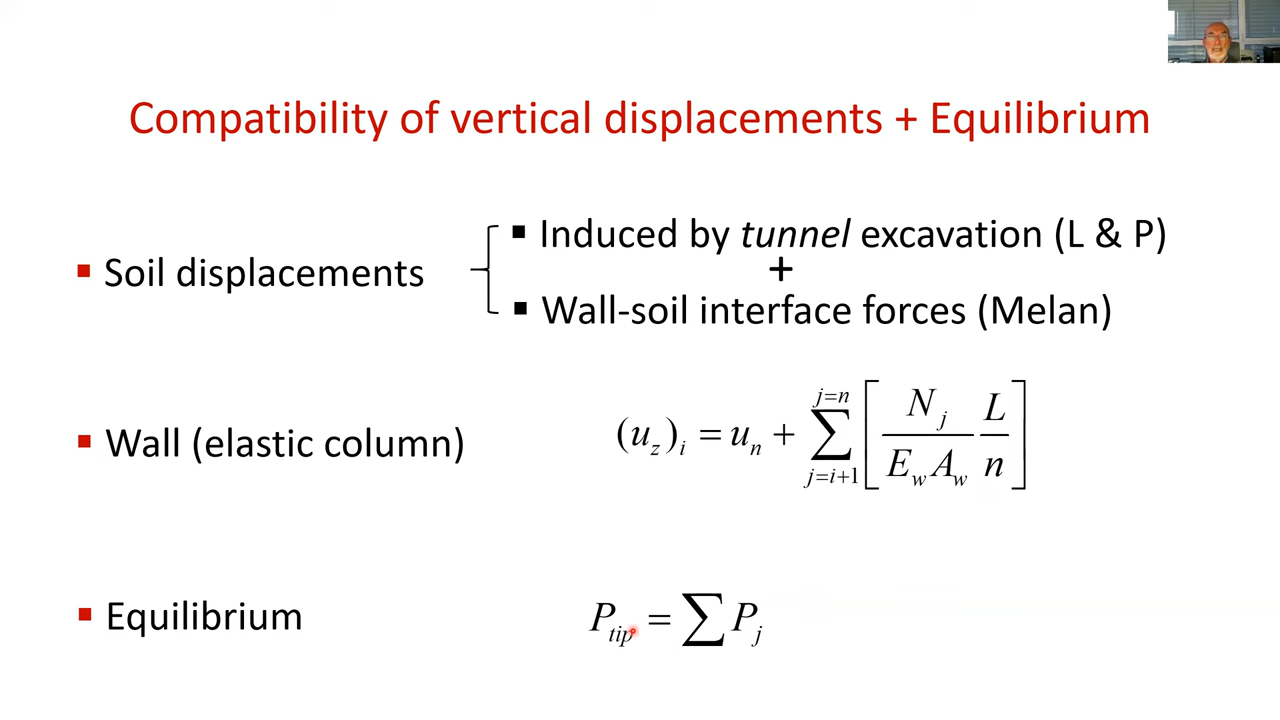 Compatibility of vertical displacements + Equilibrium
▪ Soil displacements
▪ Induced by tunnel excavation (L & P)
+
▪ Wall-soil interface forces (Melan)
▪ Wall (elastic column)
(u_z)_i = u_n + ∑_{j=i+1}^{j=n} [ N_j / (E_w A_w) L / n ]
▪ Equilibrium
P_tip = ∑ P_j